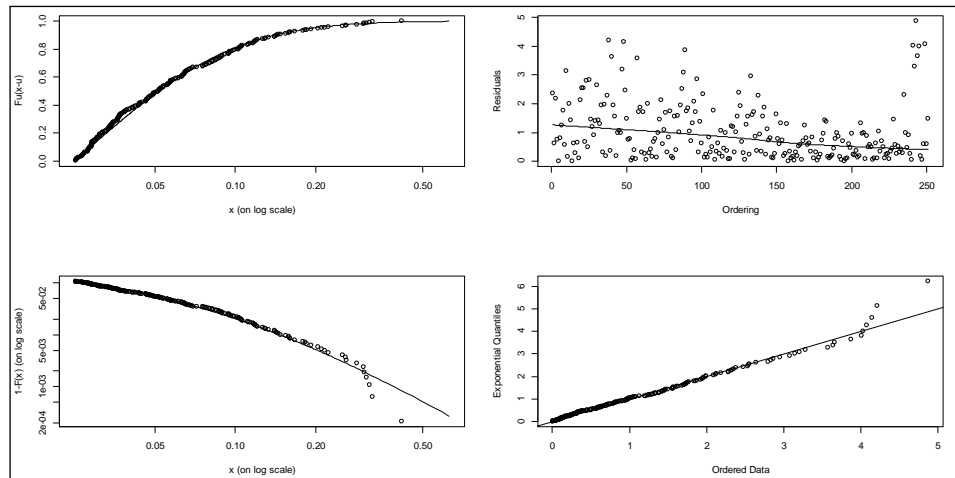 Fu(x-u)
1.0
0.8
0.6
0.4
0.2
0.0
0.05 0.10 0.20 0.50
x (on log scale)
Residuals
5
4
3
2
1
0
0 50 100 150 200 250
Ordering
1-F(x) (on log scale)
5e-02
5e-03
1e-03
2e-04
0.05 0.10 0.20 0.50
x (on log scale)
Exponential Quantiles
6
5
4
3
2
1
0
0 1 2 3 4 5
Ordered Data